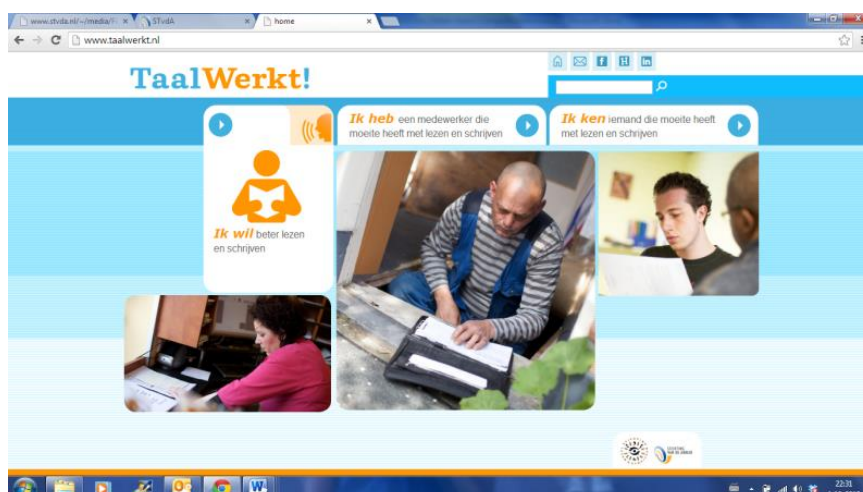 www.stvda.nl/~/media/Fi
STvdA
home
www.taalwerkt.nl
TaalWerkt!
Ik heb een medewerker die
moeite heeft met lezen en schrijven
Ik ken iemand die moeite heeft
met lezen en schrijven
Ik wil beter lezen
en schrijven
22:31